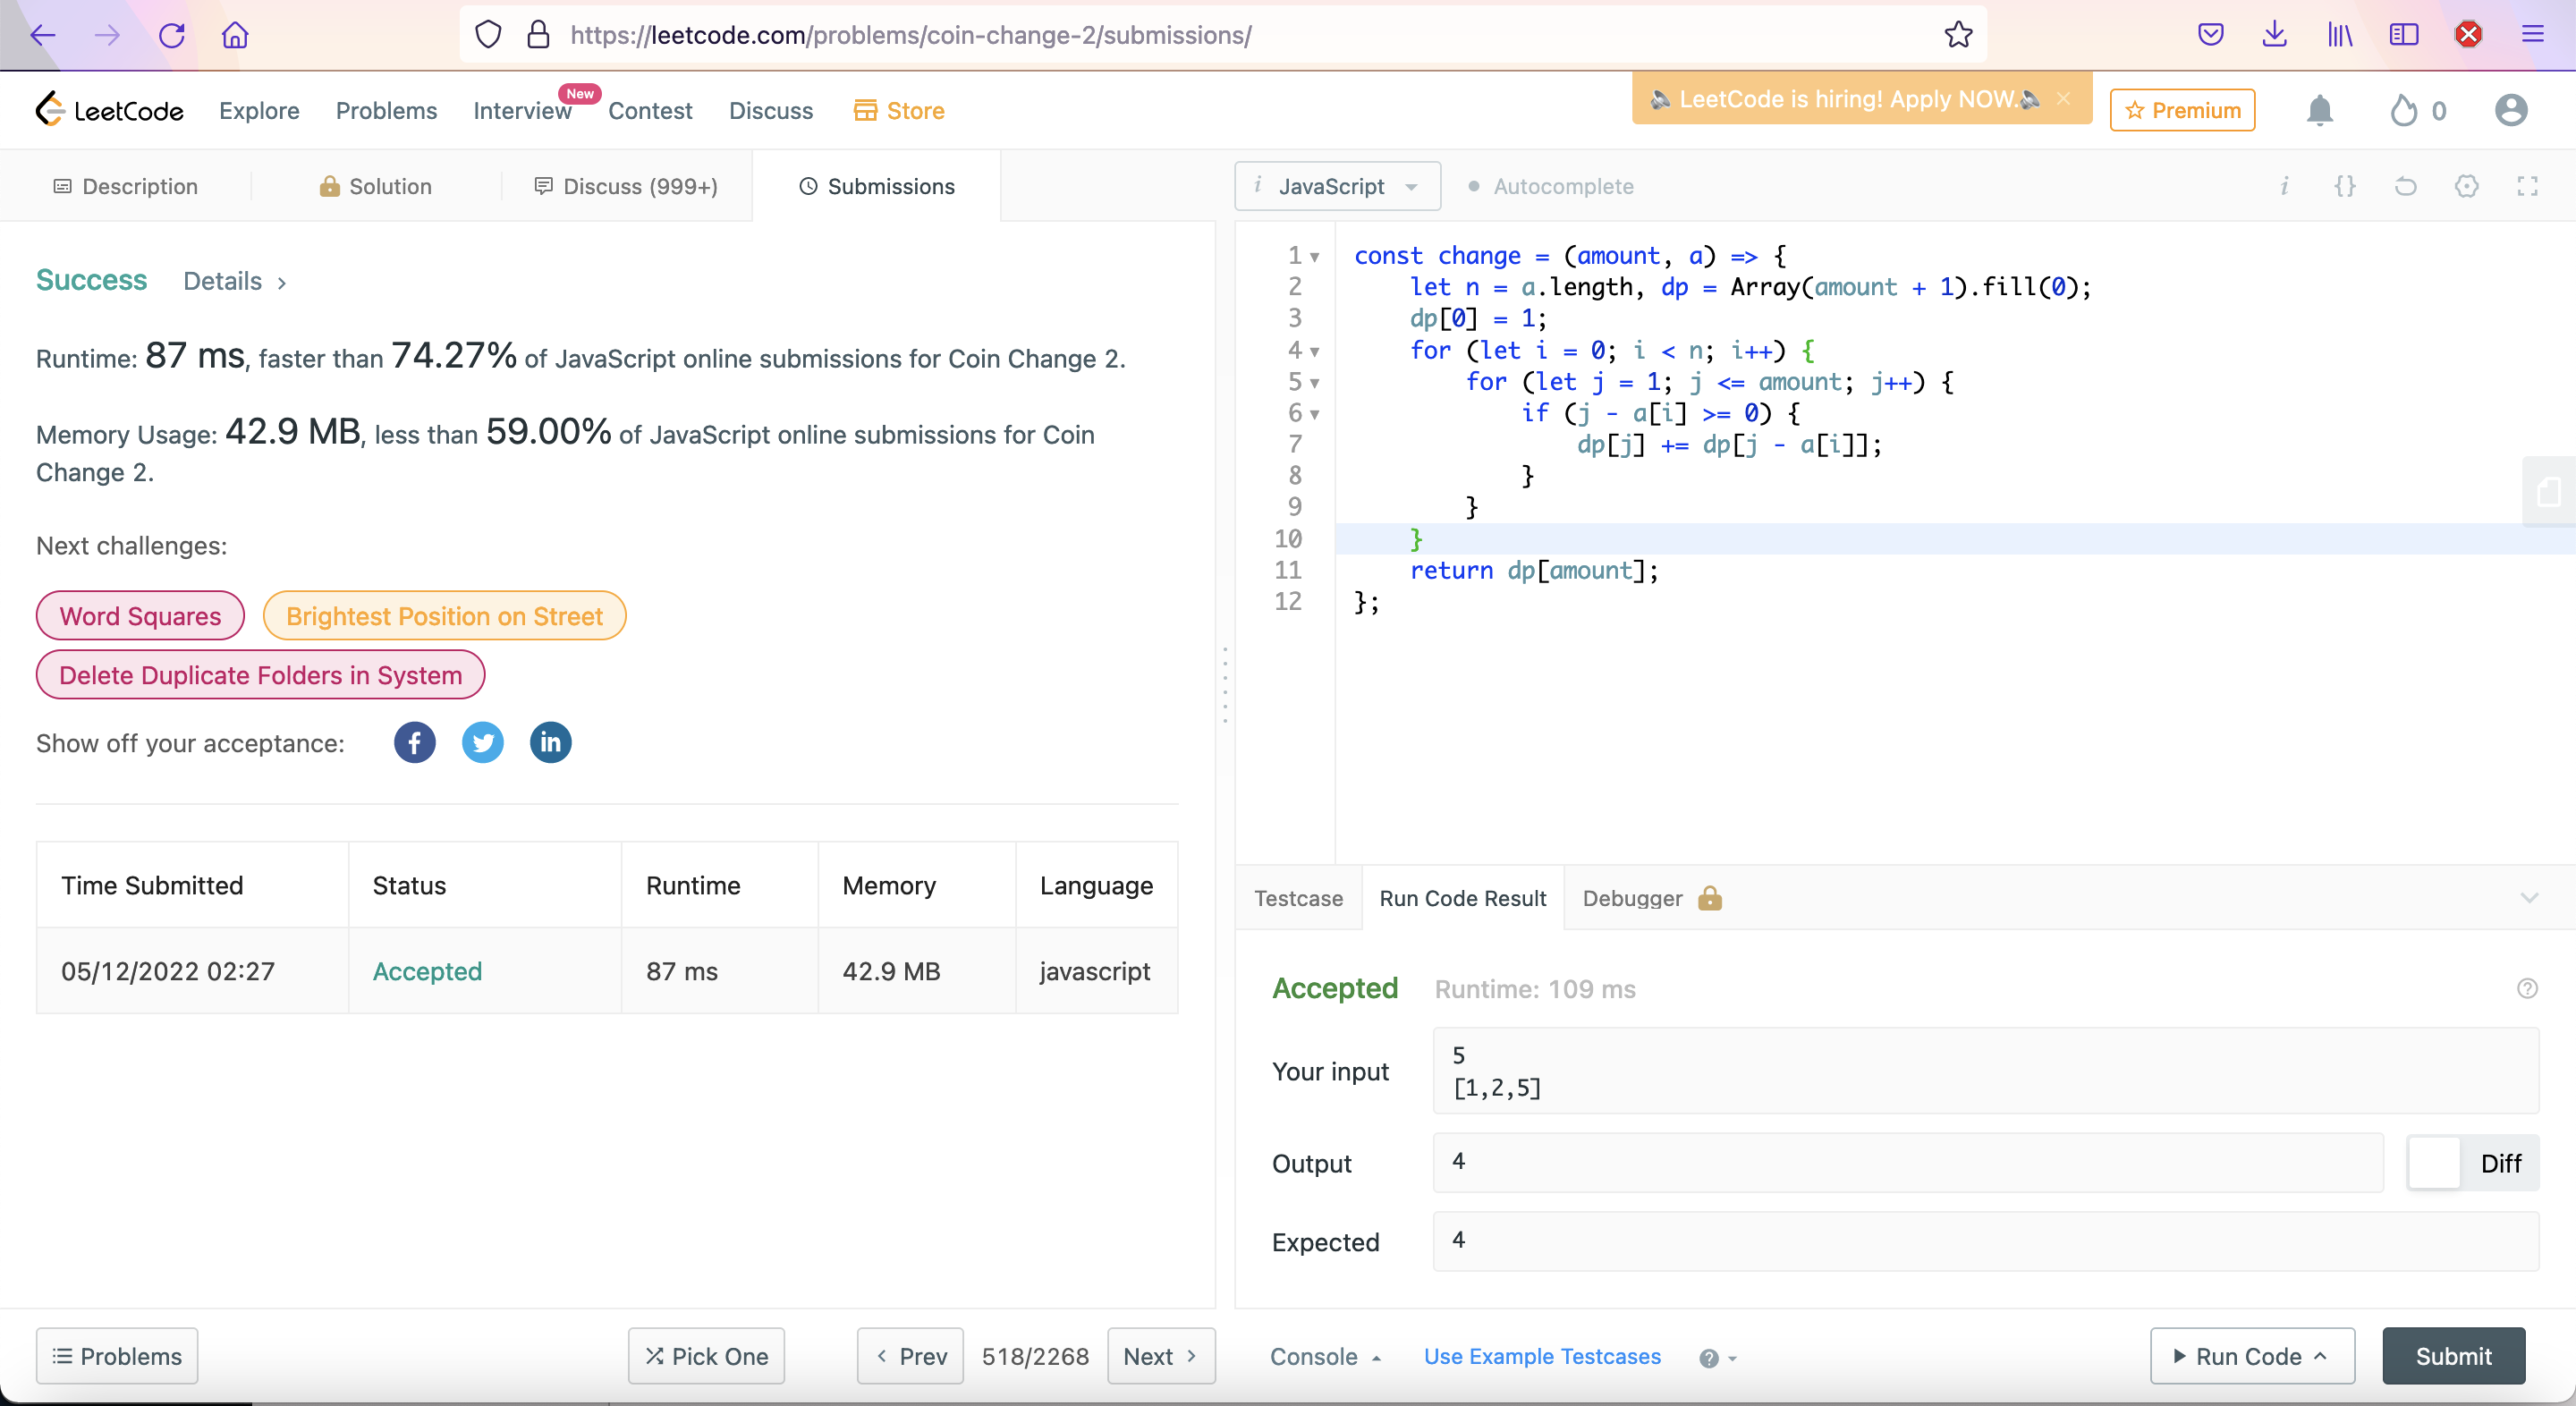 https://leetcode.com/problems/coin-change-2/submissions/
LeetCode Explore Problems Interview New Contest Discuss Store LeetCode is hiring! Apply NOW. Premium 0
Description Solution Discuss (999+) Submissions
Success Details >
Runtime: 87 ms, faster than 74.27% of JavaScript online submissions for Coin Change 2.
Memory Usage: 42.9 MB, less than 59.00% of JavaScript online submissions for Coin
Change 2.
Next challenges:
Word Squares Brightest Position on Street
Delete Duplicate Folders in System
Show off your acceptance: f in
Time Submitted Status Runtime Memory Language
05/12/2022 02:27 Accepted 87 ms 42.9 MB javascript
Problems Pick One < Prev 518/2268 Next >
i JavaScript Autocomplete i {}
1 const change = (amount, a) => {
2 let n = a.length, dp = Array(amount + 1).fill(0);
3 dp[0] = 1;
4 for (let i = 0; i < n; i++) {
5 for (let j = 1; j <= amount; j++) {
6 if (j - a[i] >= 0) {
7 dp[j] += dp[j - a[i]];
8 }
9 }
10 }
11 return dp[amount];
12 };
Testcase Run Code Result Debugger
Accepted Runtime: 109 ms ?
Your input
5
[1,2,5]
Output 4 Diff
Expected 4
Console Use Example Testcases ? Run Code Submit